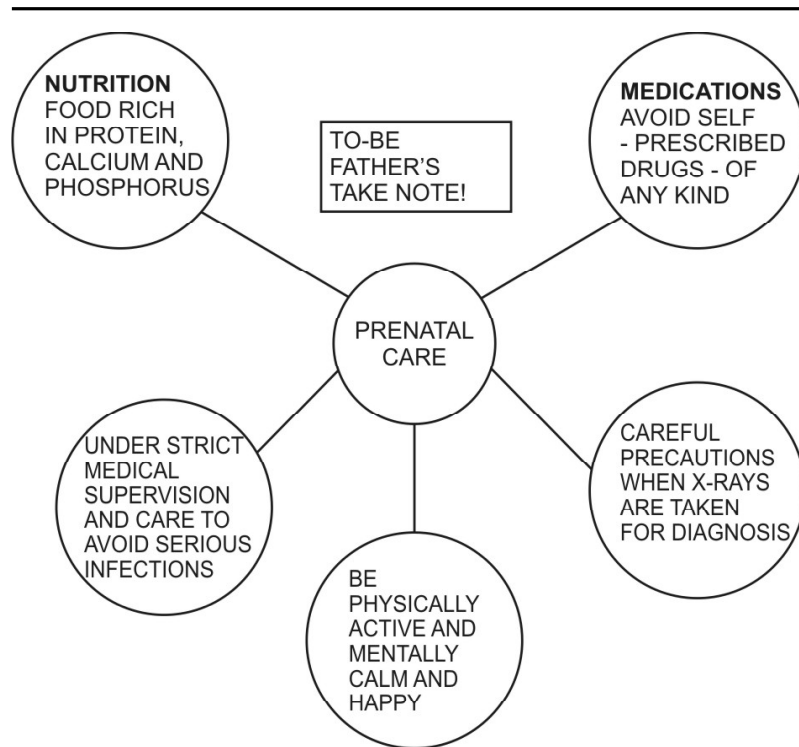 NUTRITION
FOOD RICH
IN PROTEIN,
CALCIUM AND
PHOSPHORUS
TO-BE
FATHER'S
TAKE NOTE!
MEDICATIONS
AVOID SELF
- PRESCRIBED
DRUGS - OF
ANY KIND
PRENATAL
CARE
UNDER STRICT
MEDICAL
SUPERVISION
AND CARE TO
AVOID SERIOUS
INFECTIONS
BE
PHYSICALLY
ACTIVE AND
MENTALLY
CALM AND
HAPPY
CAREFUL
PRECAUTIONS
WHEN X-RAYS
ARE TAKEN
FOR DIAGNOSIS